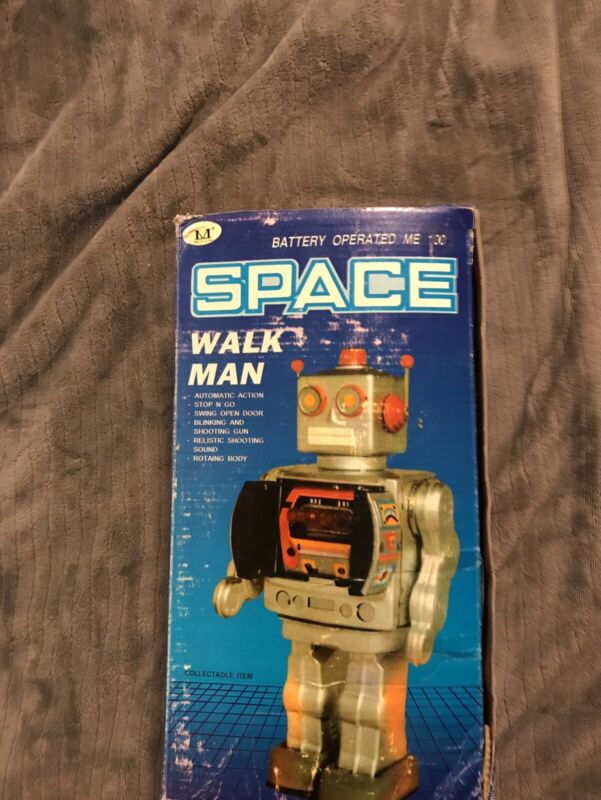 BATTERY OPERATED ME 100
SPACE
WALK
MAN
· AUTOMATIC ACTION
· STOP N GO
· SWING OPEN DOOR
· BLINKING AND
SHOOTING GUN
· RELISTIC SHOOTING
SOUND
· ROTAING BODY
COLLECTABLE ITEM